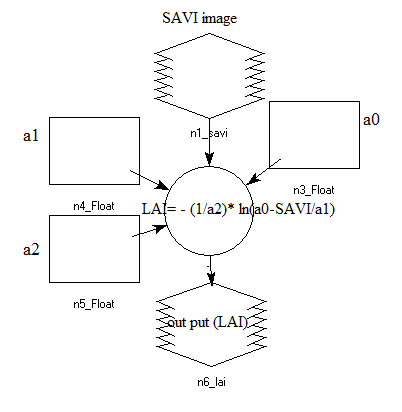 SAVI image
n1_savi
a0
a1
n3_Float
n4_Float
LAI= - (1/a2)* ln(a0-SAVI/a1)
a2
n5_Float
out put (LAI)
n6_lai